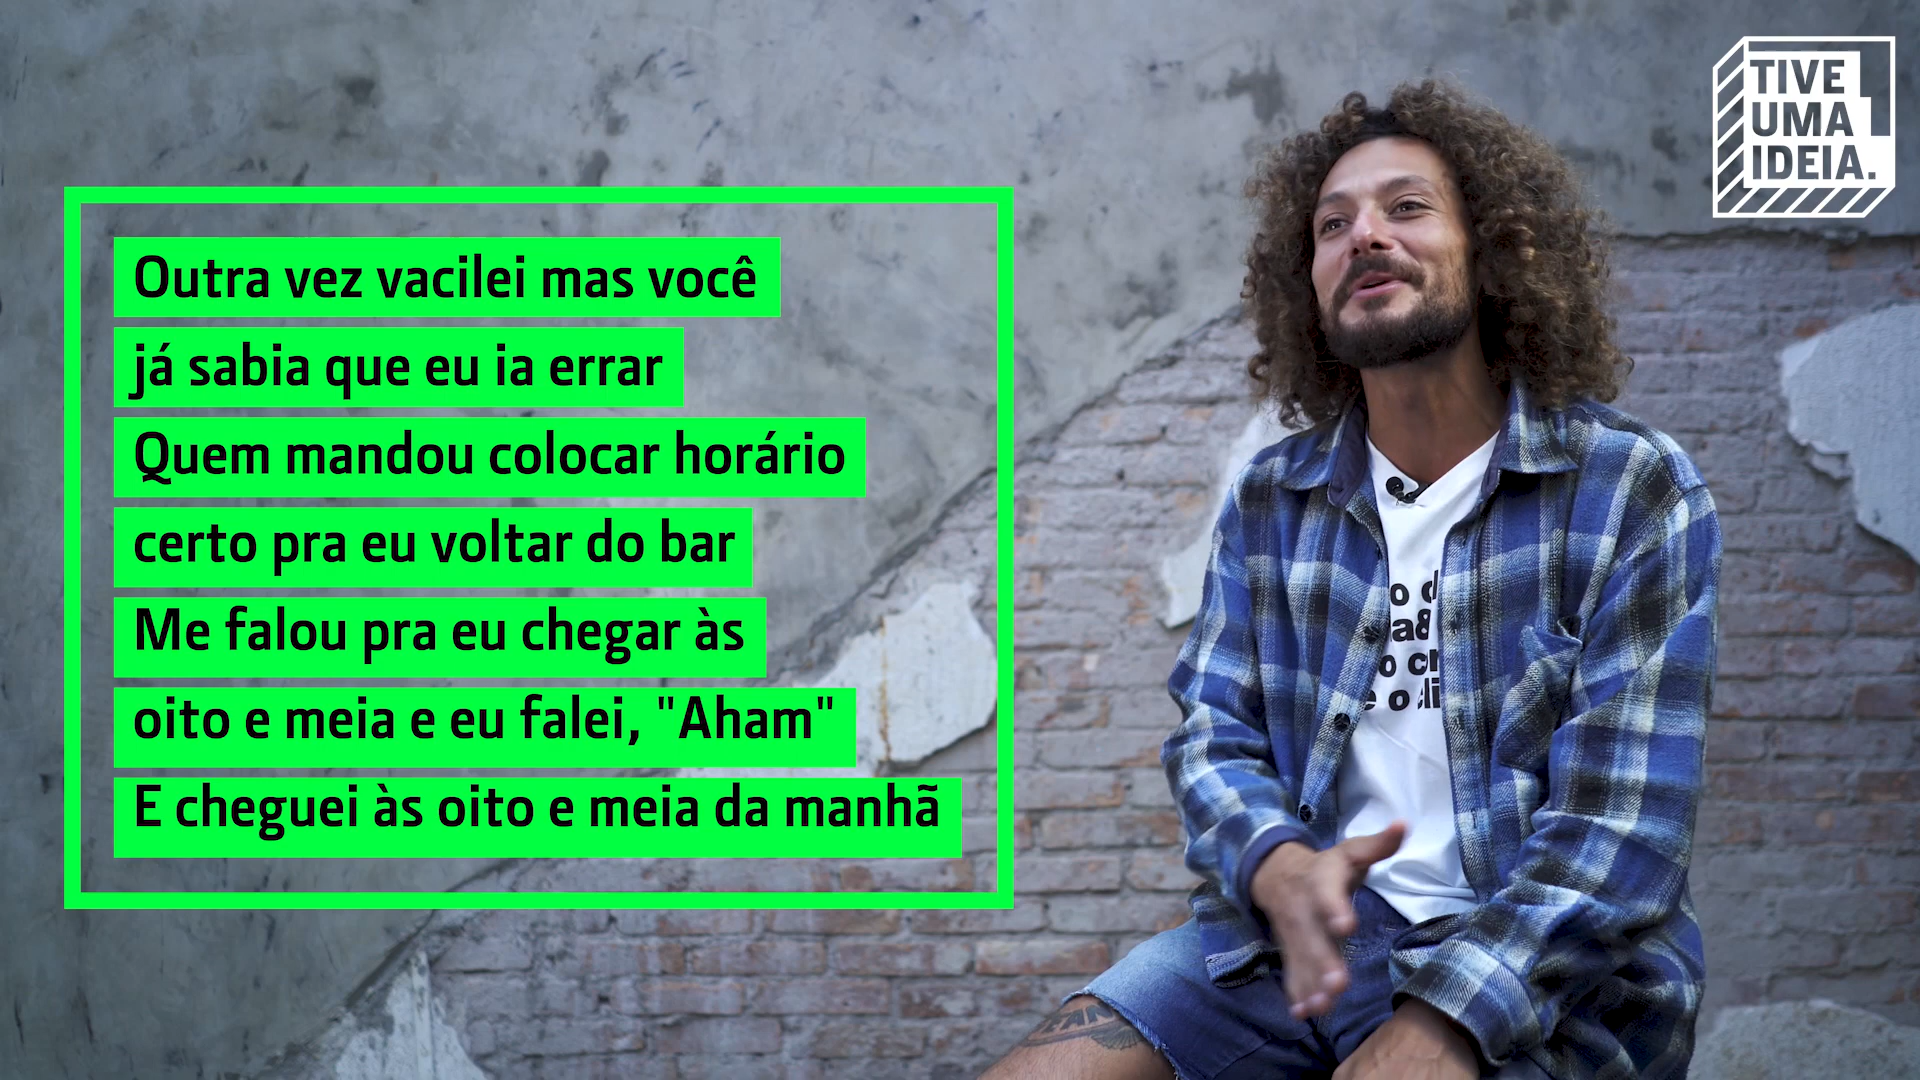 TIVE
UMA
IDEIA.
Outra vez vacilei mas você
já sabia que eu ia errar
Quem mandou colocar horário
certo pra eu voltar do bar
Me falou pra eu chegar às
oito e meia e eu falei, "Aham"
E cheguei às oito e meia da manhã